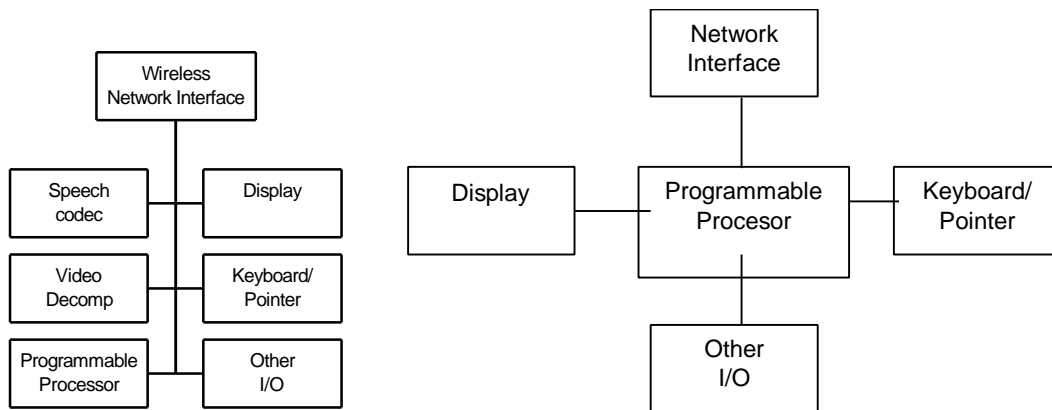 Wireless
Network Interface
Speech
codec
Display
Video
Decomp
Keyboard/
Pointer
Programmable
Processor
Other
I/O
Network
Interface
Display
Programmable
Procesor
Keyboard/
Pointer
Other
I/O